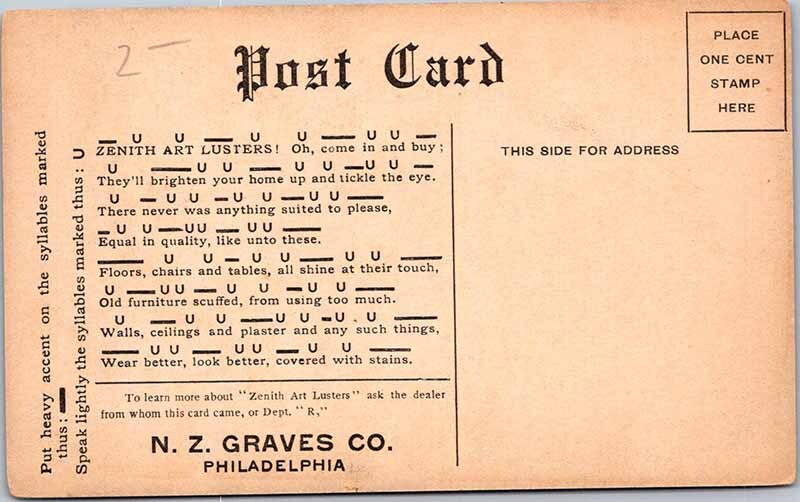 2 —
Post Card
PLACE
ONE CENT
STAMP
HERE
THIS SIDE FOR ADDRESS
Put heavy accent on the syllables marked
thus; —
Speak lightly the syllables marked thus: U
— U U — U U — U U —
ZENITH ART LUSTERS! Oh, come in and buy;
U — U U — U U — U U —
They'll brighten your home up and tickle the eye.
U — U U — U U — U U —
There never was anything suited to please,
— U U — U U — U U —
Equal in quality, like unto these.
— U U — U U — U U —
Floors, chairs and tables, all shine at their touch,
U — U U — U U — U U —
Old furniture scuffed, from using too much.
U — U U — U U — U U —
Walls, ceilings and plaster and any such things,
— U U — U U — U U —
Wear better, look better, covered with stains.
To learn more about "Zenith Art Lusters" ask the dealer
from whom this card came, or Dept. "R,"
N. Z. GRAVES CO.
PHILADELPHIA